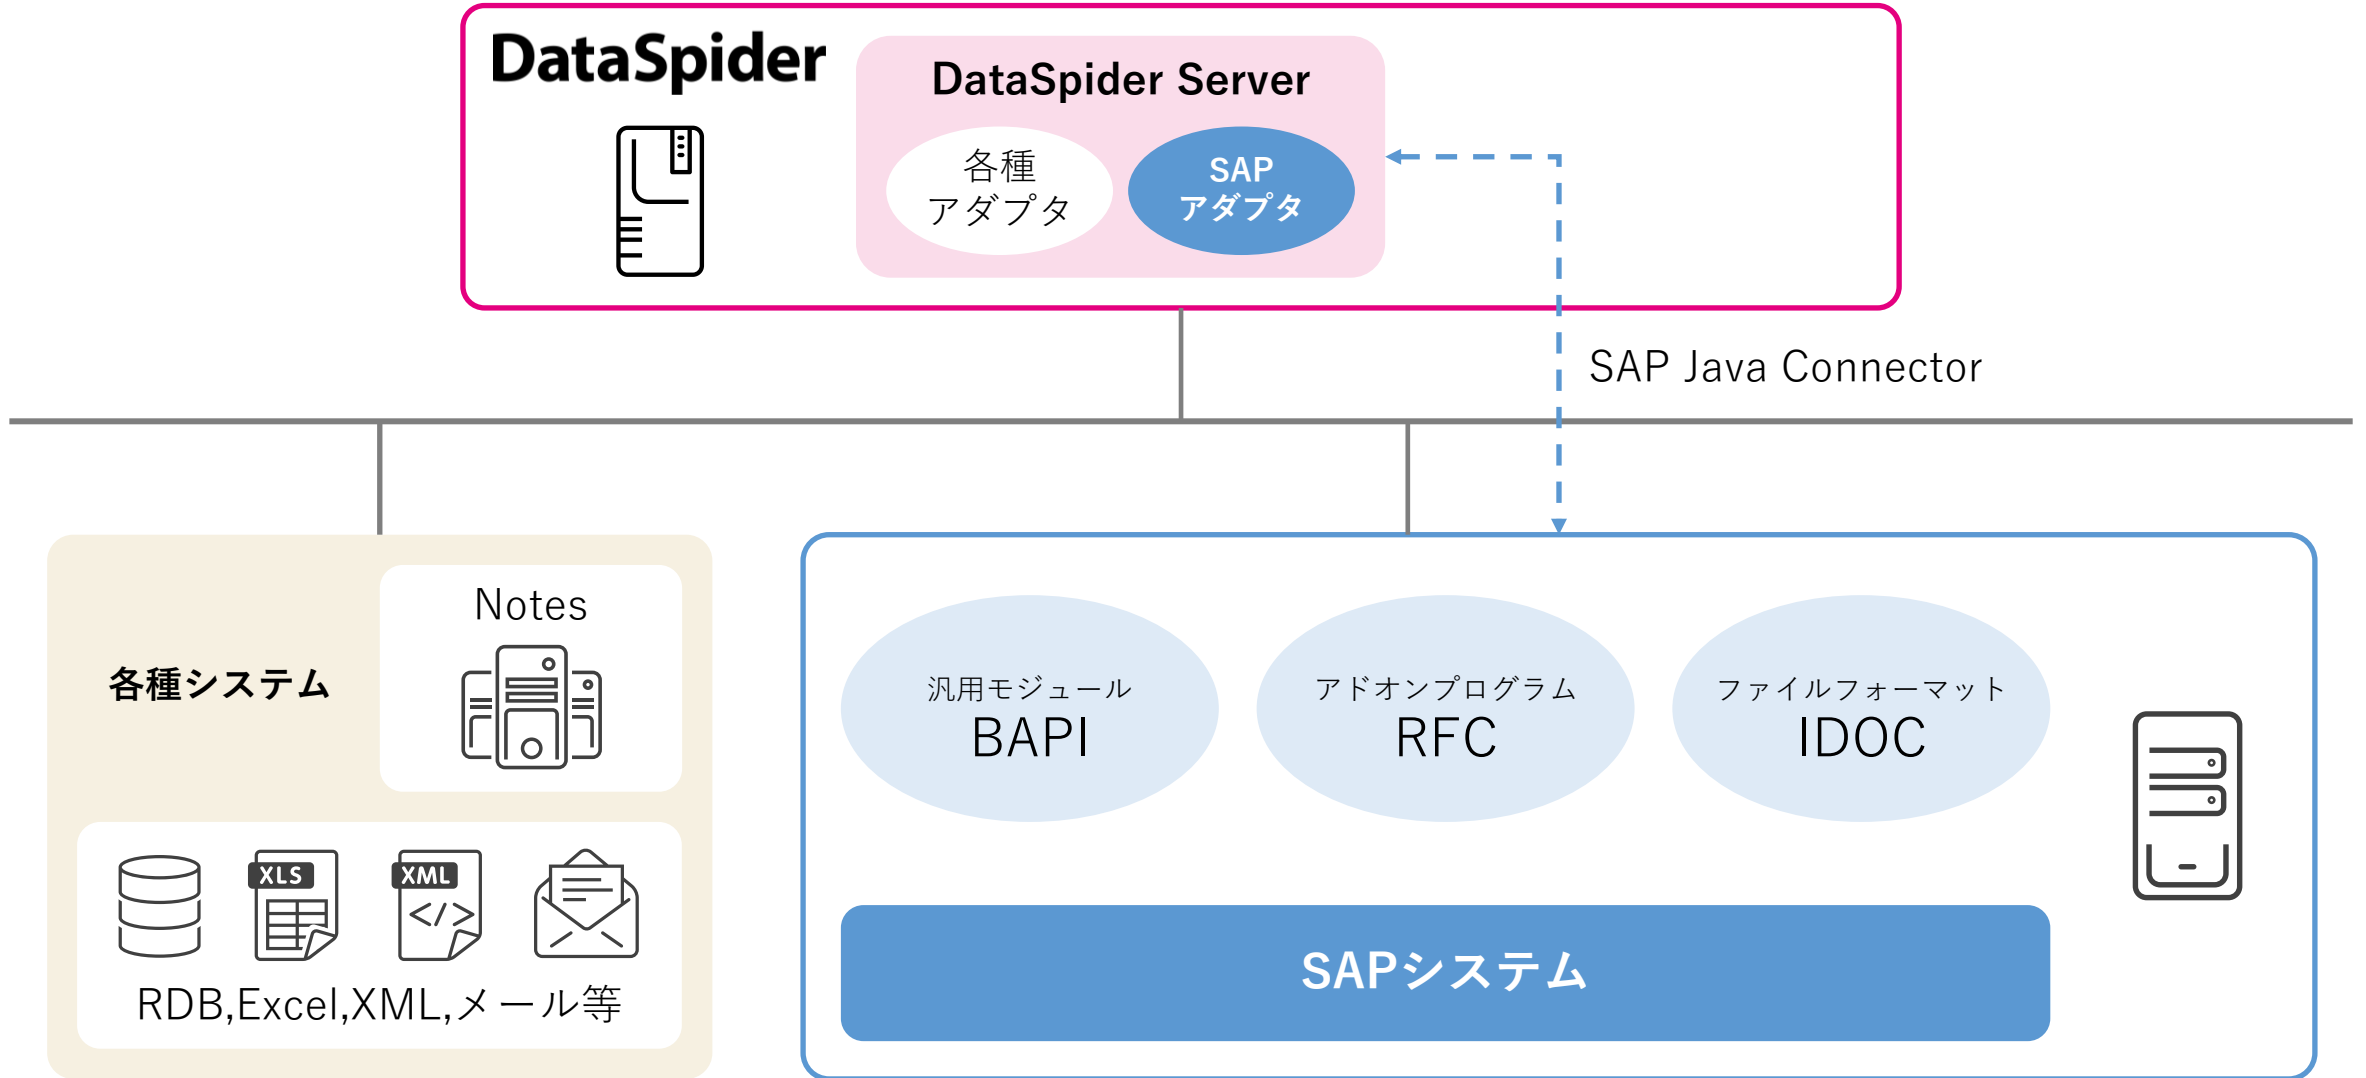 DataSpider
DataSpider Server
各種
アダプタ
SAP
アダプタ
SAP Java Connector
Notes
各種システム
XLS
XML
</>
RDB,Excel,XML,メール等
汎用モジュール
BAPI
アドオンプログラム
RFC
ファイルフォーマット
IDOC
SAPシステム